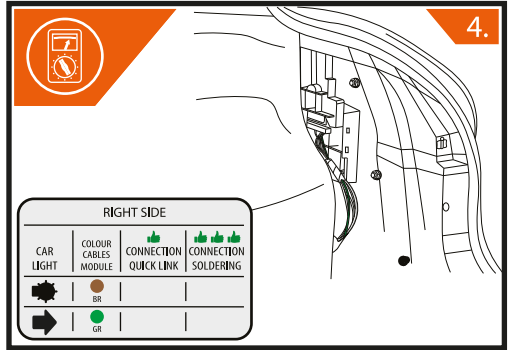 4.
RIGHT SIDE
CAR LIGHT
COLOUR CABLES MODULE
CONNECTION QUICK LINK
CONNECTION SOLDERING
BR
GR